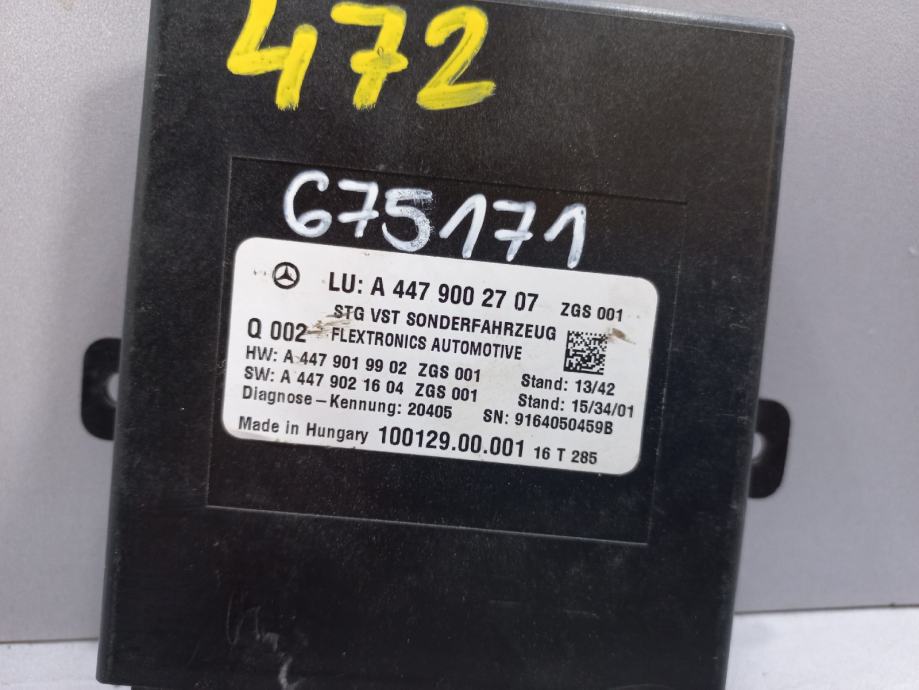 472
675171
LU: A 447 900 27 07 ZGS 001
STG VST SONDERFAHRZEUG
Q 002 FLEXTRONICS AUTOMOTIVE
HW: A 447 901 99 02 ZGS 001 Stand: 13/42
SW: A 447 902 16 04 ZGS 001 Stand: 15/34/01
Diagnose-Kennung: 20405 SN: 9164050459B
Made in Hungary 100129.00.001 16 T 285